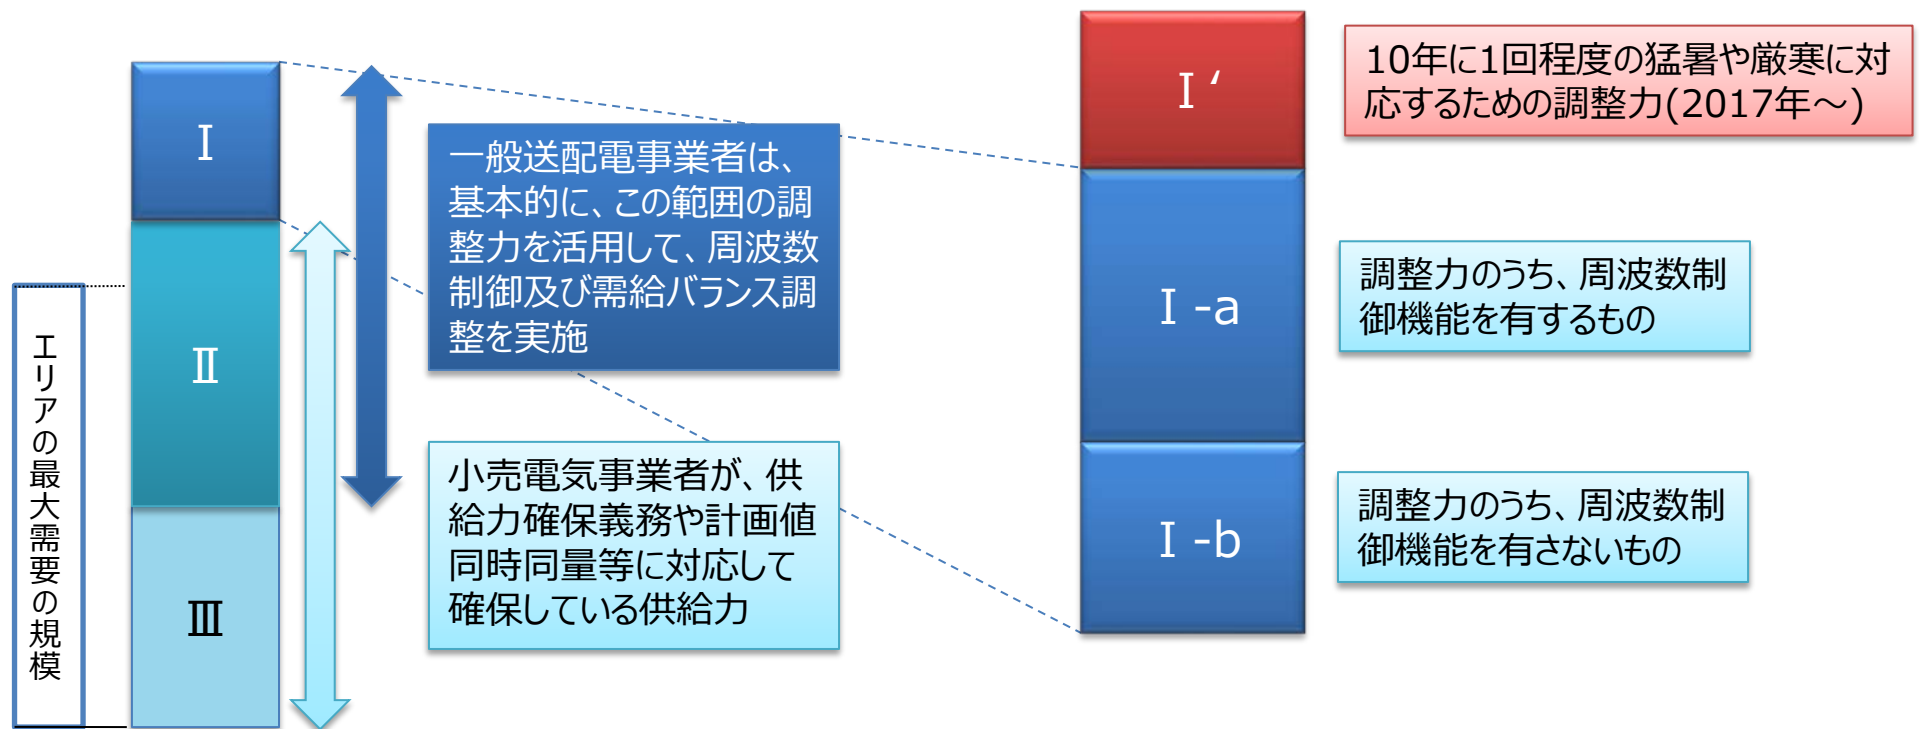 エリアの最大需要の規模
Ⅰ
Ⅱ
Ⅲ
一般送配電事業者は、
基本的に、この範囲の調
整力を活用して、周波数
制御及び需給バランス調
整を実施
小売電気事業者が、供
給力確保義務や計画値
同時同量等に対応して
確保している供給力
Ⅰ‘
Ⅰ-a
Ⅰ-b
10年に1回程度の猛暑や厳寒に対
応するための調整力(2017年～)
調整力のうち、周波数制
御機能を有するもの
調整力のうち、周波数制
御機能を有さないもの